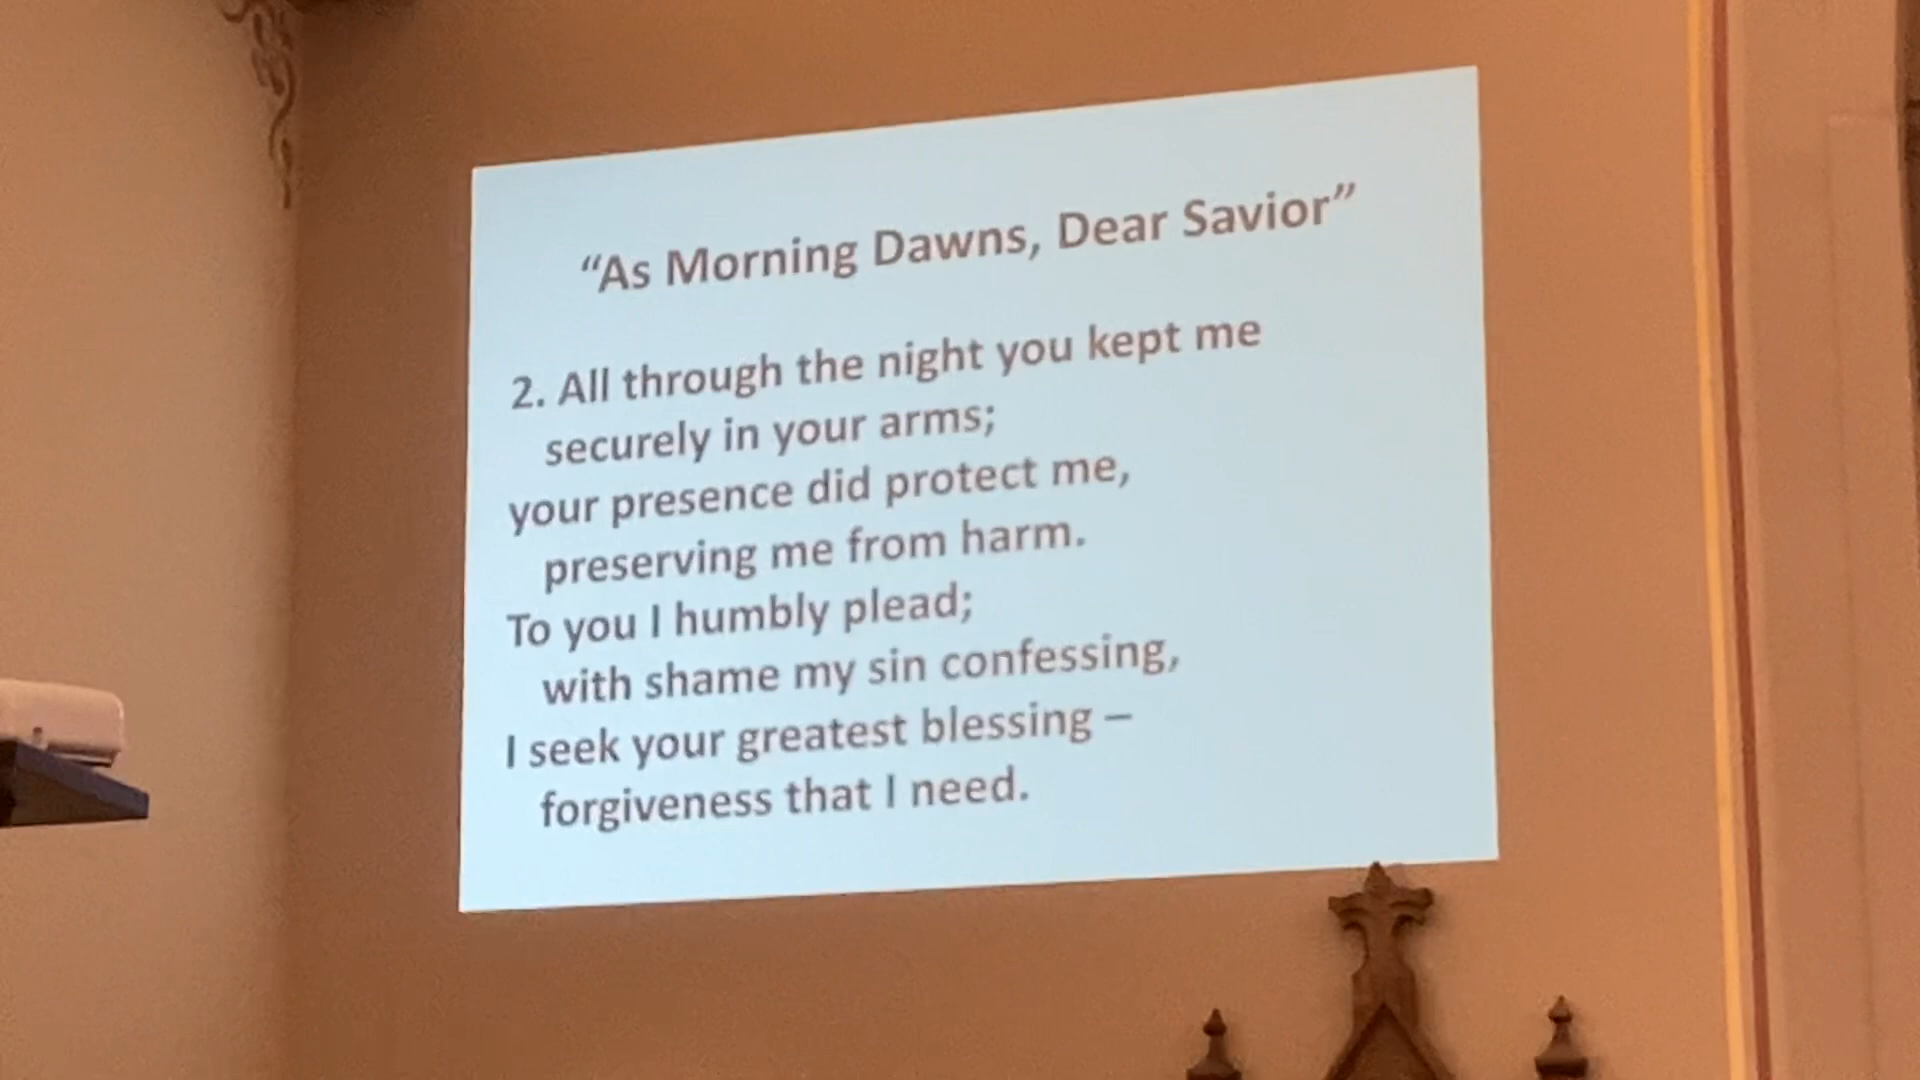 “As Morning Dawns, Dear Savior”
2. All through the night you kept me
securely in your arms;
your presence did protect me,
preserving me from harm.
To you I humbly plead;
with shame my sin confessing,
I seek your greatest blessing –
forgiveness that I need.